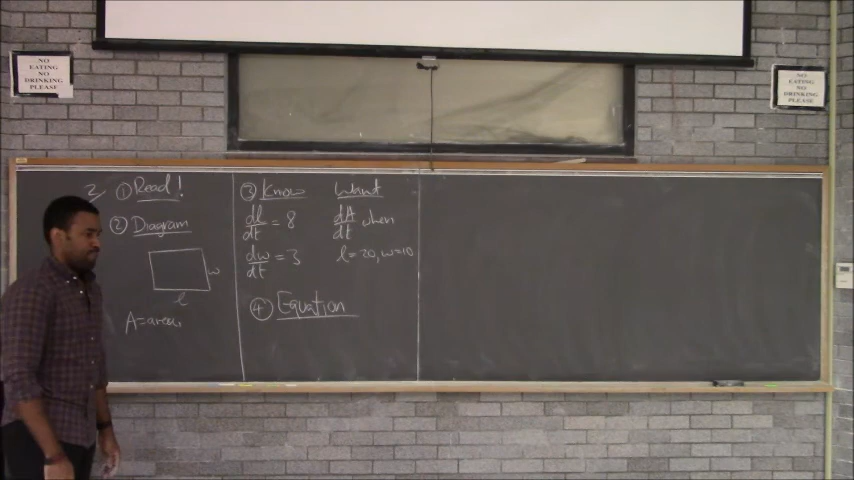 NO
EATING
NO
DRINKING
PLEASE
NO
EATING
NO
DRINKING
PLEASE
2
① Read!
② Diagram
w
l
A=area
③ Know
dl/dt = 8
dw/dt = 3
Want
dA/dt when
l=20, w=10
④ Equation